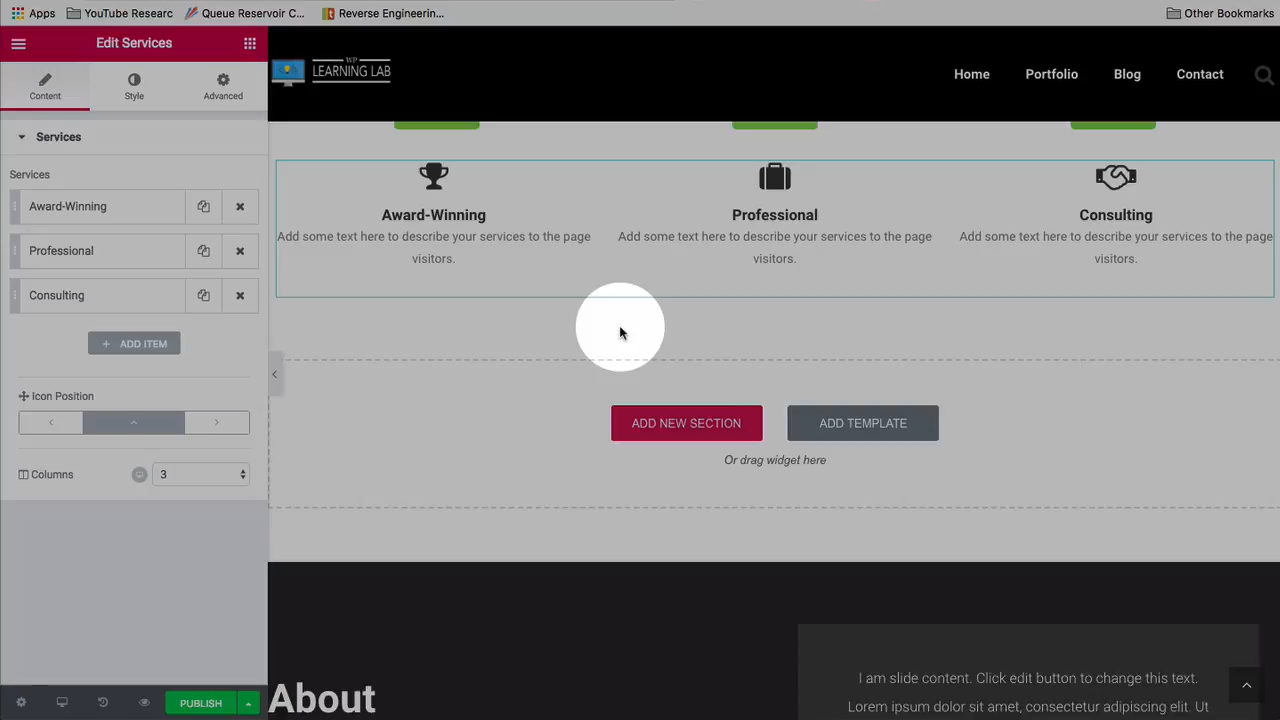 Apps
YouTube Researc
Queue Reservoir C...
Reverse Engineerin...
Other Bookmarks
Edit Services
Content
Style
Advanced
Services
Services
Award-Winning
Professional
Consulting
+ ADD ITEM
Icon Position
Columns
3
PUBLISH
WP
LEARNING LAB
Home
Portfolio
Blog
Contact
Award-Winning
Add some text here to describe your services to the page
visitors.
Professional
Add some text here to describe your services to the page
visitors.
Consulting
Add some text here to describe your services to the page
visitors.
ADD NEW SECTION
ADD TEMPLATE
Or drag widget here
About
I am slide content. Click edit button to change this text.
Lorem ipsum dolor sit amet, consectetur adipiscing elit. Ut